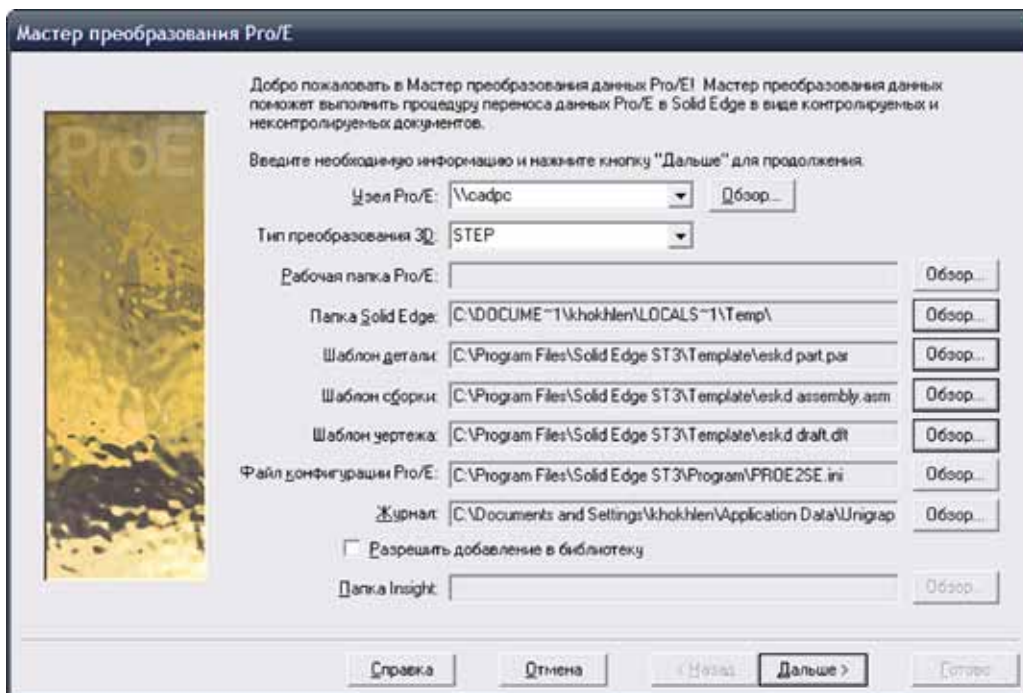 Мастер преобразования Pro/E
ProE
Добро пожаловать в Мастер преобразования данных Pro/E! Мастер преобразования данных
поможет выполнить процедуру переноса данных Pro/E в Solid Edge в виде контролируемых и
неконтролируемых документов.
Введите необходимую информацию и нажмите кнопку "Дальше" для продолжения.
Узел Pro/E: \\cadpc Обзор...
Тип преобразования 3D: STEP
Рабочая папка Pro/E: Обзор...
Папка Solid Edge: C:\DOCUME~1\khokhlen\LOCALS~1\Temp\ Обзор...
Шаблон детали: C:\Program Files\Solid Edge ST3\Template\eskd part.par Обзор...
Шаблон сборки: C:\Program Files\Solid Edge ST3\Template\eskd assembly.asm Обзор...
Шаблон чертежа: C:\Program Files\Solid Edge ST3\Template\eskd draft.dft Обзор...
Файл конфигурации Pro/E: C:\Program Files\Solid Edge ST3\Program\PROE2SE.ini Обзор...
Журнал: C:\Documents and Settings\khokhlen\Application Data\Unigrap Обзор...
Разрешить добавление в библиотеку
Папка Insight: Обзор...
Справка Отмена < Назад Дальше > Готово